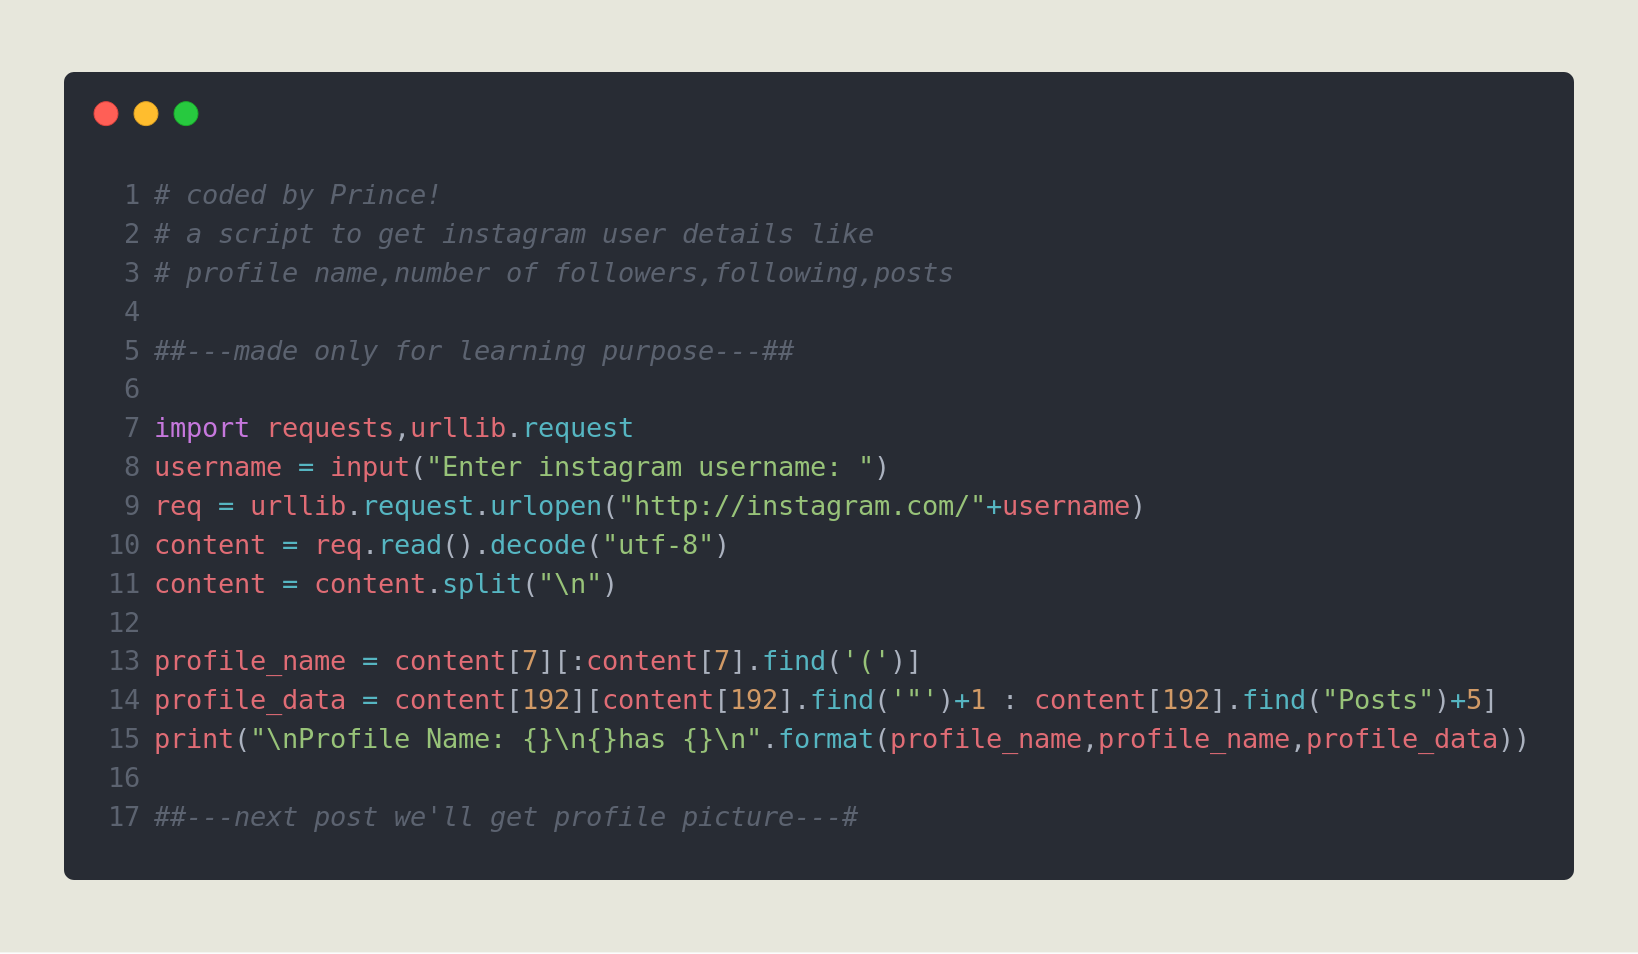 1 # coded by Prince!
2 # a script to get instagram user details like
3 # profile name,number of followers,following,posts
4
5 ##---made only for learning purpose---##
6
7 import requests,urllib.request
8 username = input("Enter instagram username: ")
9 req = urllib.request.urlopen("http://instagram.com/"+username)
10 content = req.read().decode("utf-8")
11 content = content.split("\n")
12
13 profile_name = content[7][:content[7].find('(')]
14 profile_data = content[192][content[192].find('"')+1 : content[192].find("Posts")+5]
15 print("\nProfile Name: {}\n{}has {}\n".format(profile_name,profile_name,profile_data))
16
17 ##---next post we'll get profile picture---#